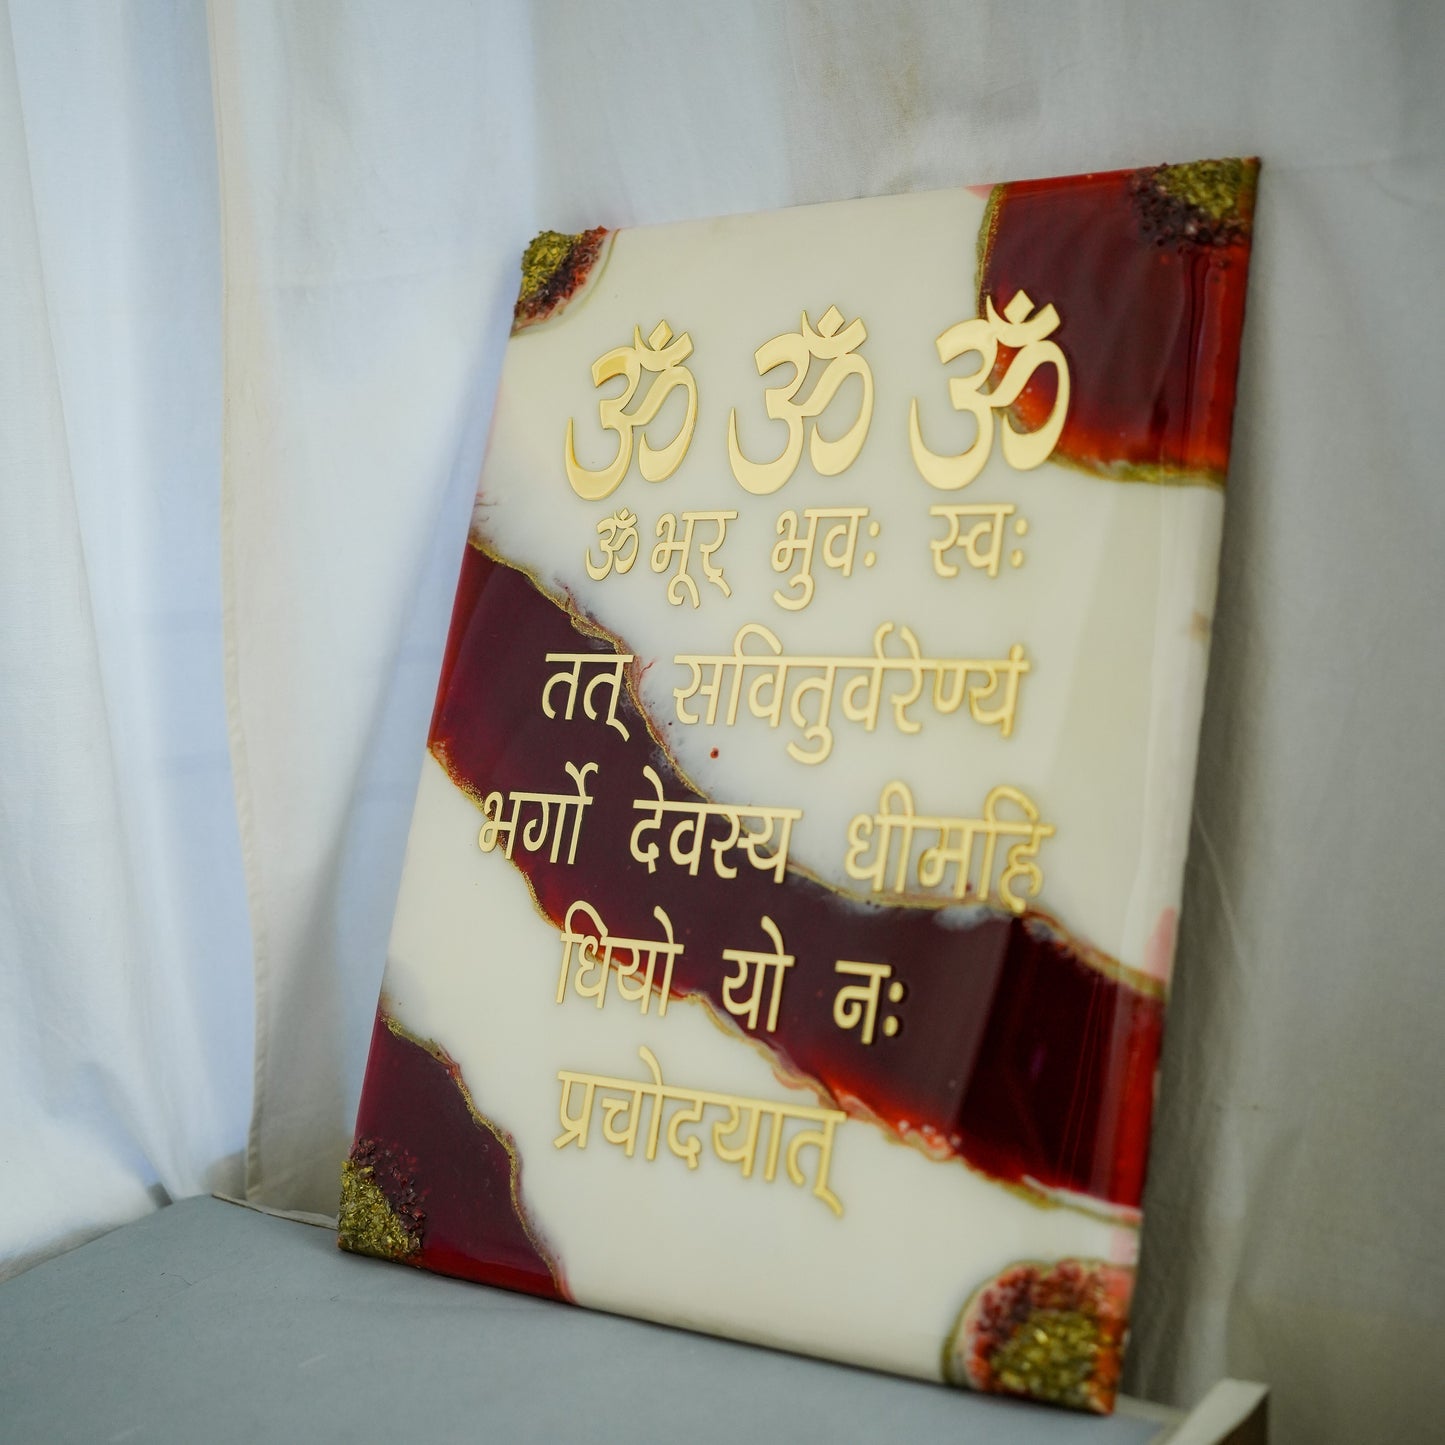 ॐ ॐ ॐ
ॐ भूर् भुवः स्वः
तत् सवितुर्वरेण्यं
भर्गो देवस्य धीमहि
धियो यो नः
प्रचोदयात्